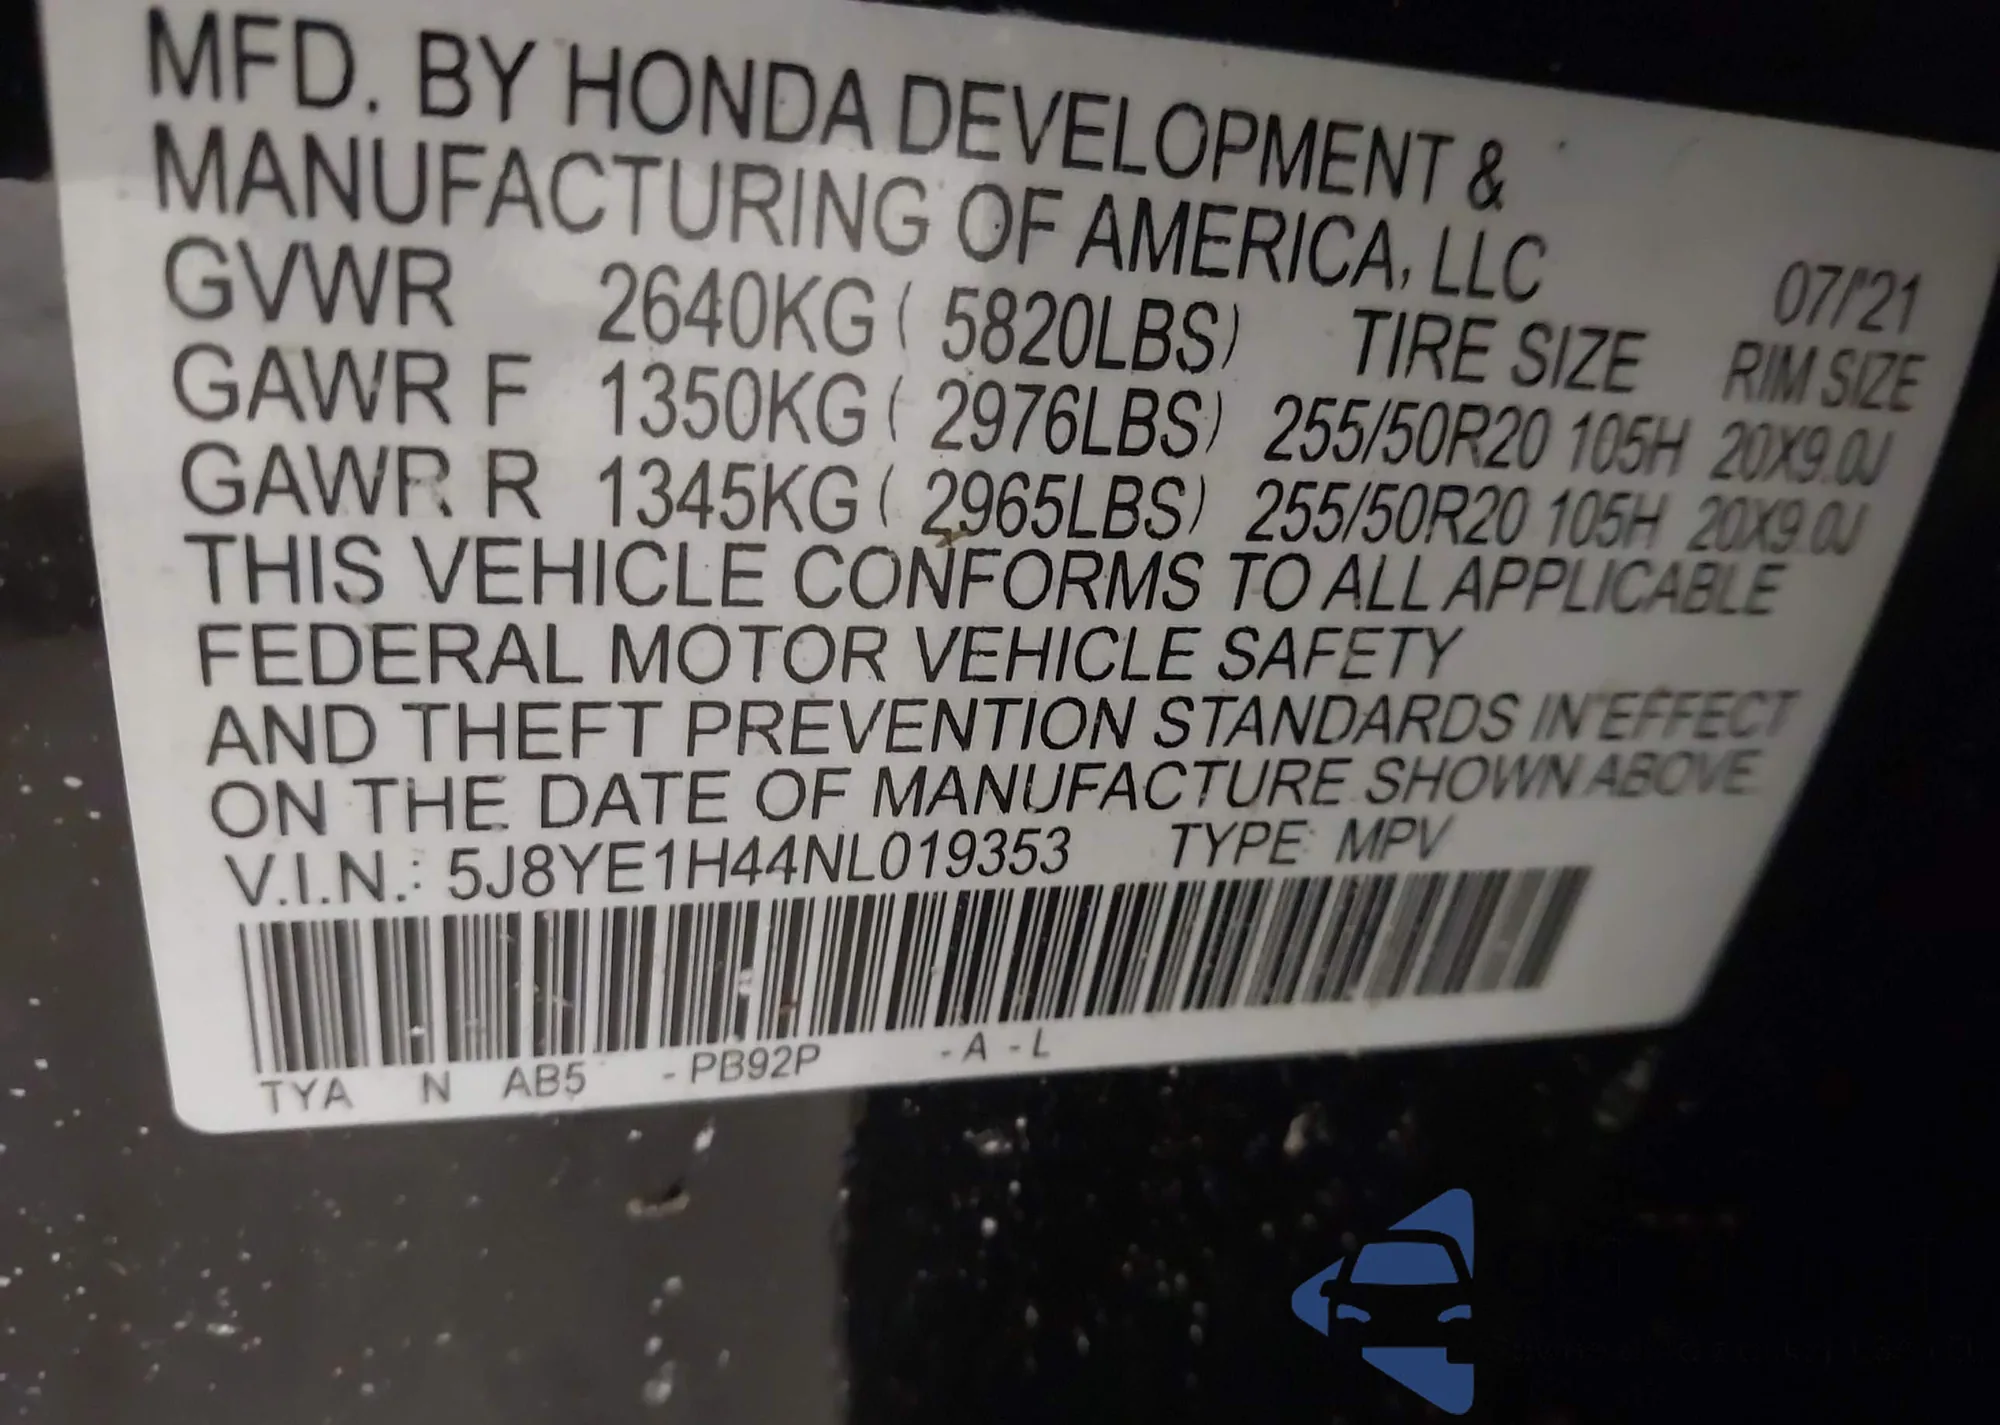 MFD. BY HONDA DEVELOPMENT &
MANUFACTURING OF AMERICA, LLC 07/'21
GVWR 2640KG ( 5820LBS) TIRE SIZE RIM SIZE
GAWR F 1350KG ( 2976LBS) 255/50R20 105H 20X9.0J
GAWR R 1345KG ( 2965LBS) 255/50R20 105H 20X9.0J
THIS VEHICLE CONFORMS TO ALL APPLICABLE
FEDERAL MOTOR VEHICLE SAFETY
AND THEFT PREVENTION STANDARDS IN EFFECT
ON THE DATE OF MANUFACTURE SHOWN ABOVE
V.I.N.: 5J8YE1H44NL019353 TYPE: MPV
TYA N AB5 - PB92P - A - L